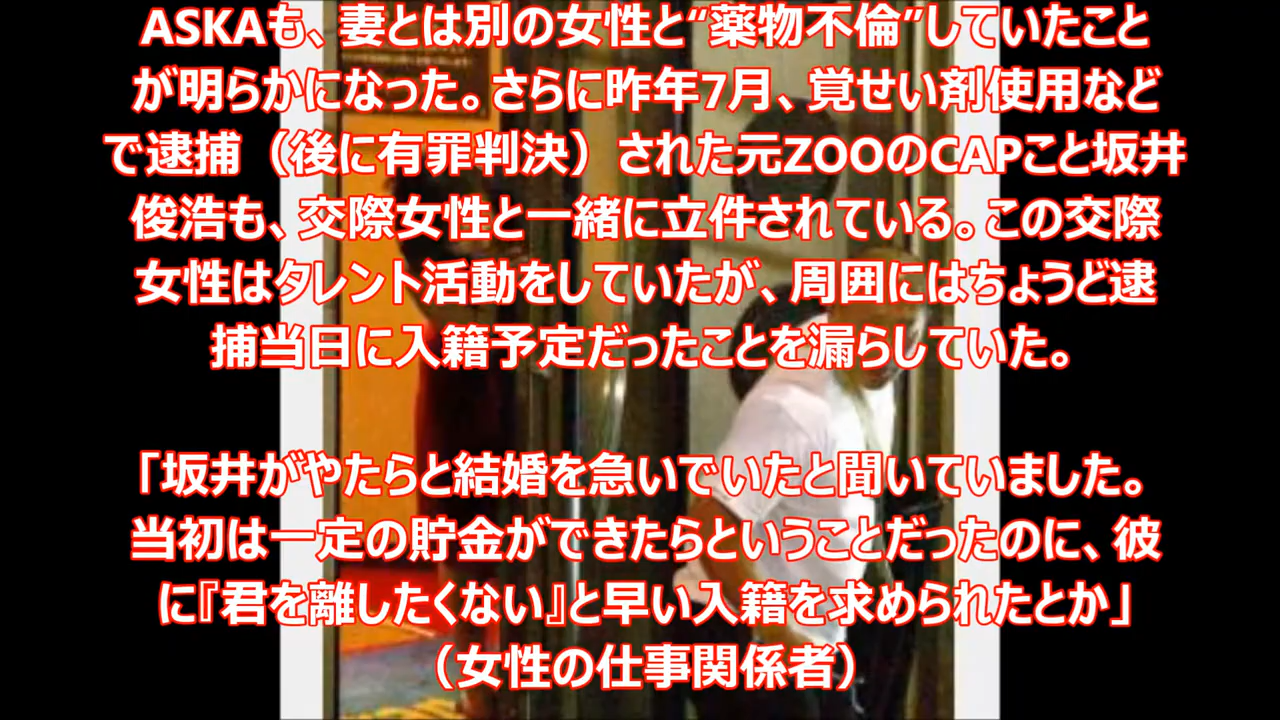 ASKAも、妻とは別の女性と“薬物不倫”していたこと
が明らかになった。さらに昨年7月、覚せい剤使用など
で逮捕（後に有罪判決）された元ZOOのCAPこと坂井
俊浩も、交際女性と一緒に立件されている。この交際
女性はタレント活動をしていたが、周囲にはちょうど逮
捕当日に入籍予定だったことを漏らしていた。
「坂井がやたらと結婚を急いでいたと聞いていました。
当初は一定の貯金ができたらということだったのに、彼
に『君を離したくない』と早い入籍を求められたとか」
（女性の仕事関係者）